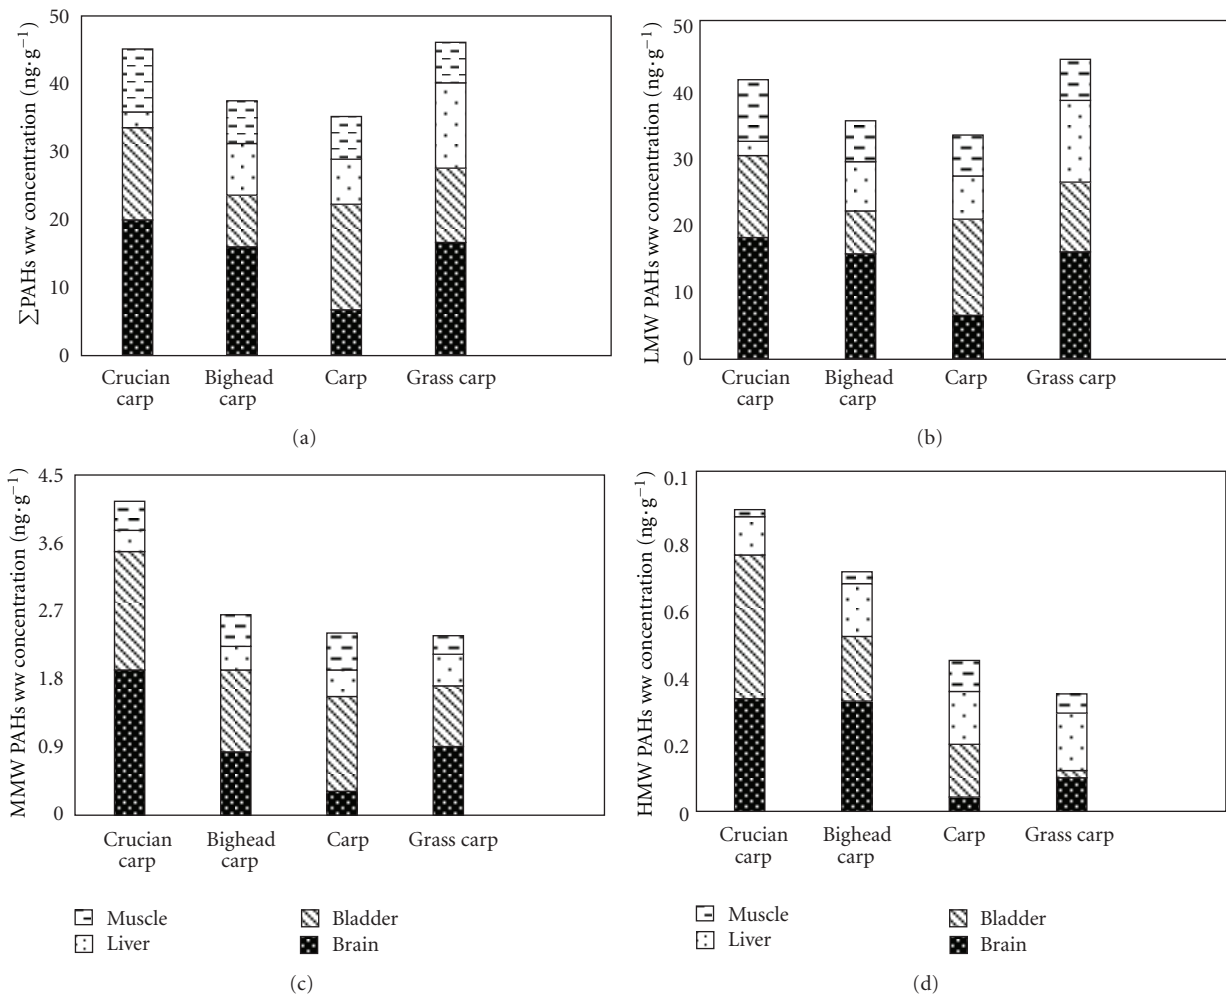 ∑PAHs ww concentration (ng·g⁻¹)
50
40
30
20
10
0
Crucian carp
Bighead carp
Carp
Grass carp
(a)
LMW PAHs ww concentration (ng·g⁻¹)
50
40
30
20
10
0
Crucian carp
Bighead carp
Carp
Grass carp
(b)
MMW PAHs ww concentration (ng·g⁻¹)
4.5
3.6
2.7
1.8
0.9
0
Crucian carp
Bighead carp
Carp
Grass carp
Muscle
Liver
Bladder
Brain
(c)
HMW PAHs ww concentration (ng·g⁻¹)
0.1
0.8
0.6
0.4
0.2
0
Crucian carp
Bighead carp
Carp
Grass carp
Muscle
Liver
Bladder
Brain
(d)